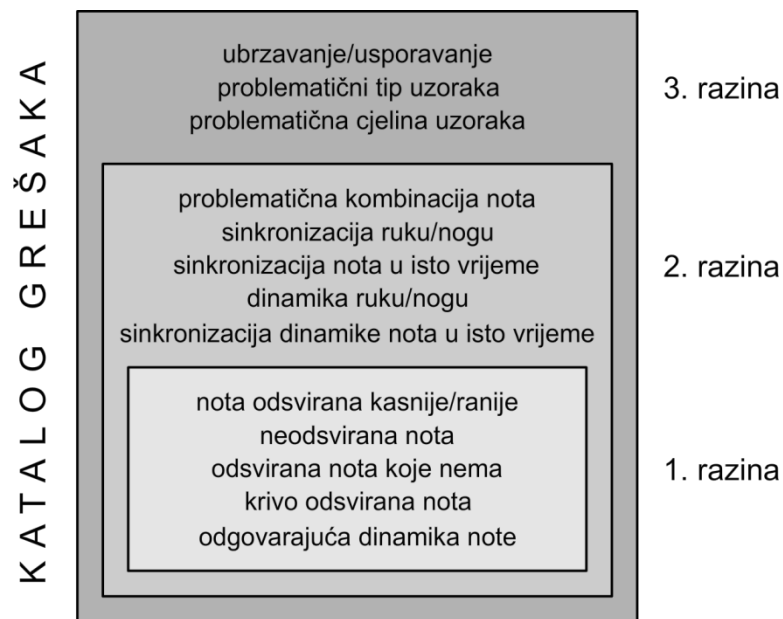 KATALOG GREŠAKA
ubrzavanje/usporavanje
problematični tip uzoraka
problematična cjelina uzoraka
3. razina
problematična kombinacija nota
sinkronizacija ruku/nogu
sinkronizacija nota u isto vrijeme
dinamika ruku/nogu
sinkronizacija dinamike nota u isto vrijeme
2. razina
nota odsvirana kasnije/ranije
neodsvirana nota
odsvirana nota koje nema
krivo odsvirana nota
odgovarajuća dinamika note
1. razina